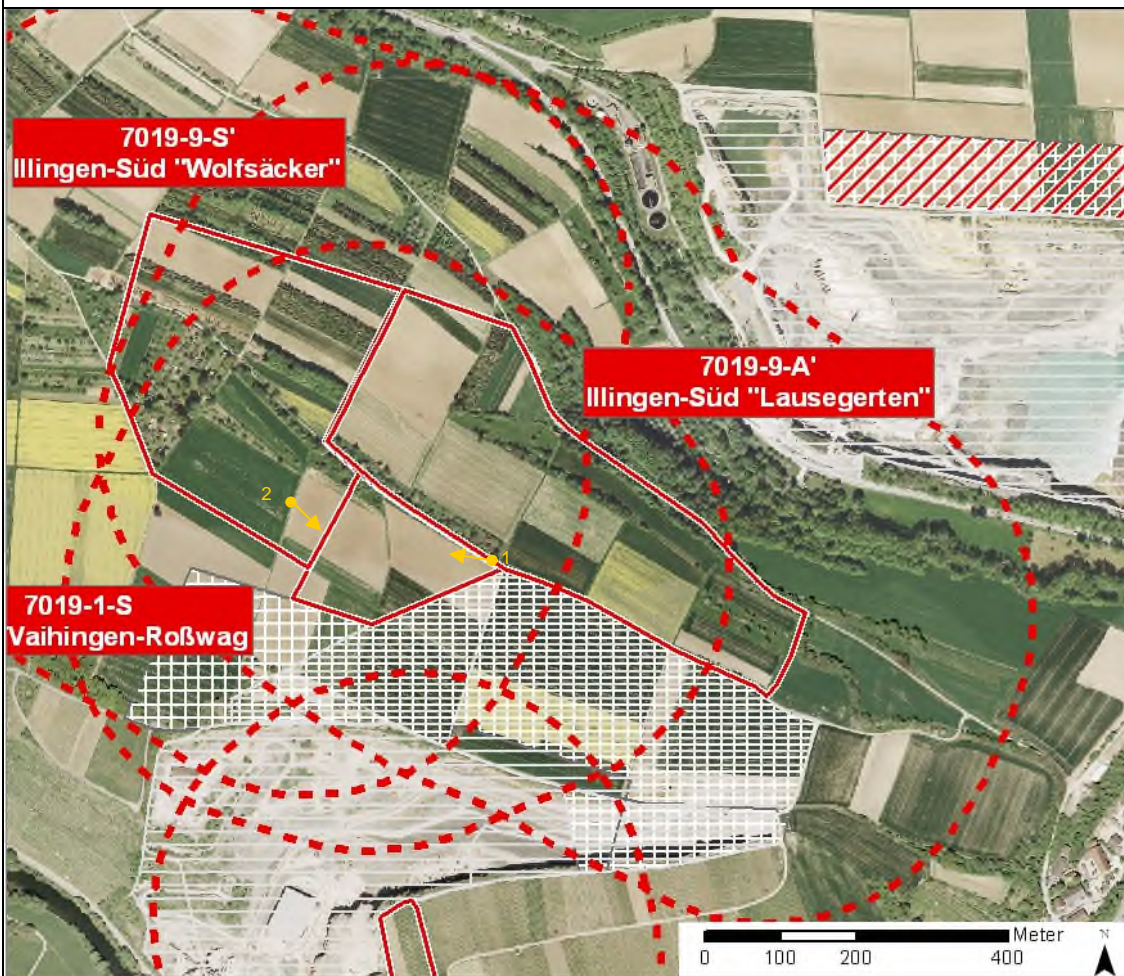 7019-9-S'
Illingen-Süd "Wolfsäcker"
7019-9-A'
Illingen-Süd "Lausegerten"
2
1
7019-1-S
Vaihingen-Roßwag
Meter
N
0 100 200 400